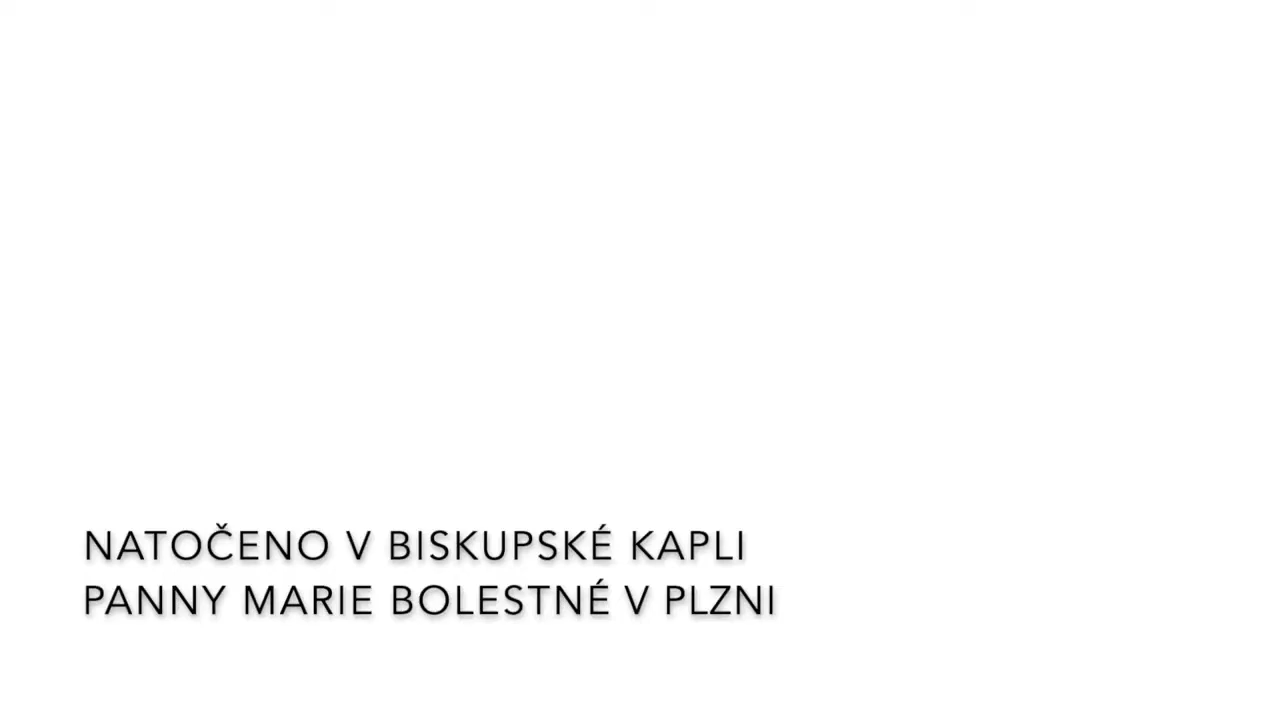 NATOČENO V BISKUPSKÉ KAPLI
PANNY MARIE BOLESTNÉ V PLZNI